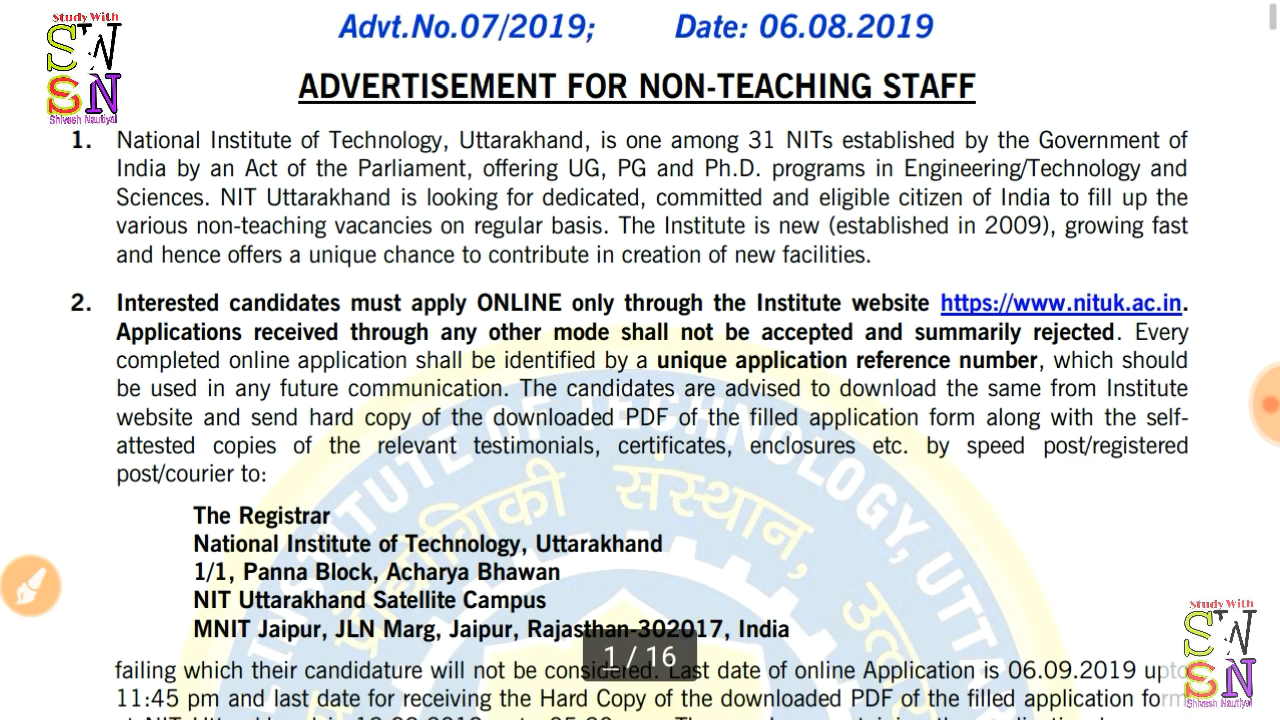 Study With
SW
SN
Shivesh Nautiyal
Advt.No.07/2019; Date: 06.08.2019
ADVERTISEMENT FOR NON-TEACHING STAFF
1. National Institute of Technology, Uttarakhand, is one among 31 NITs established by the Government of
India by an Act of the Parliament, offering UG, PG and Ph.D. programs in Engineering/Technology and
Sciences. NIT Uttarakhand is looking for dedicated, committed and eligible citizen of India to fill up the
various non-teaching vacancies on regular basis. The Institute is new (established in 2009), growing fast
and hence offers a unique chance to contribute in creation of new facilities.
2. Interested candidates must apply ONLINE only through the Institute website https://www.nituk.ac.in.
Applications received through any other mode shall not be accepted and summarily rejected. Every
completed online application shall be identified by a unique application reference number, which should
be used in any future communication. The candidates are advised to download the same from Institute
website and send hard copy of the downloaded PDF of the filled application form along with the self-
attested copies of the relevant testimonials, certificates, enclosures etc. by speed post/registered
post/courier to:
The Registrar
National Institute of Technology, Uttarakhand
1/1, Panna Block, Acharya Bhawan
NIT Uttarakhand Satellite Campus
MNIT Jaipur, JLN Marg, Jaipur, Rajasthan-302017, India
1 / 16
failing which their candidature will not be considered. Last date of online Application is 06.09.2019 upto
11:45 pm and last date for receiving the Hard Copy of the downloaded PDF of the filled application form
INSTITUTE OF TECHNOLOGY, UTT
संस्थान,
Study With
SW
SN
Shivesh Nautiyal